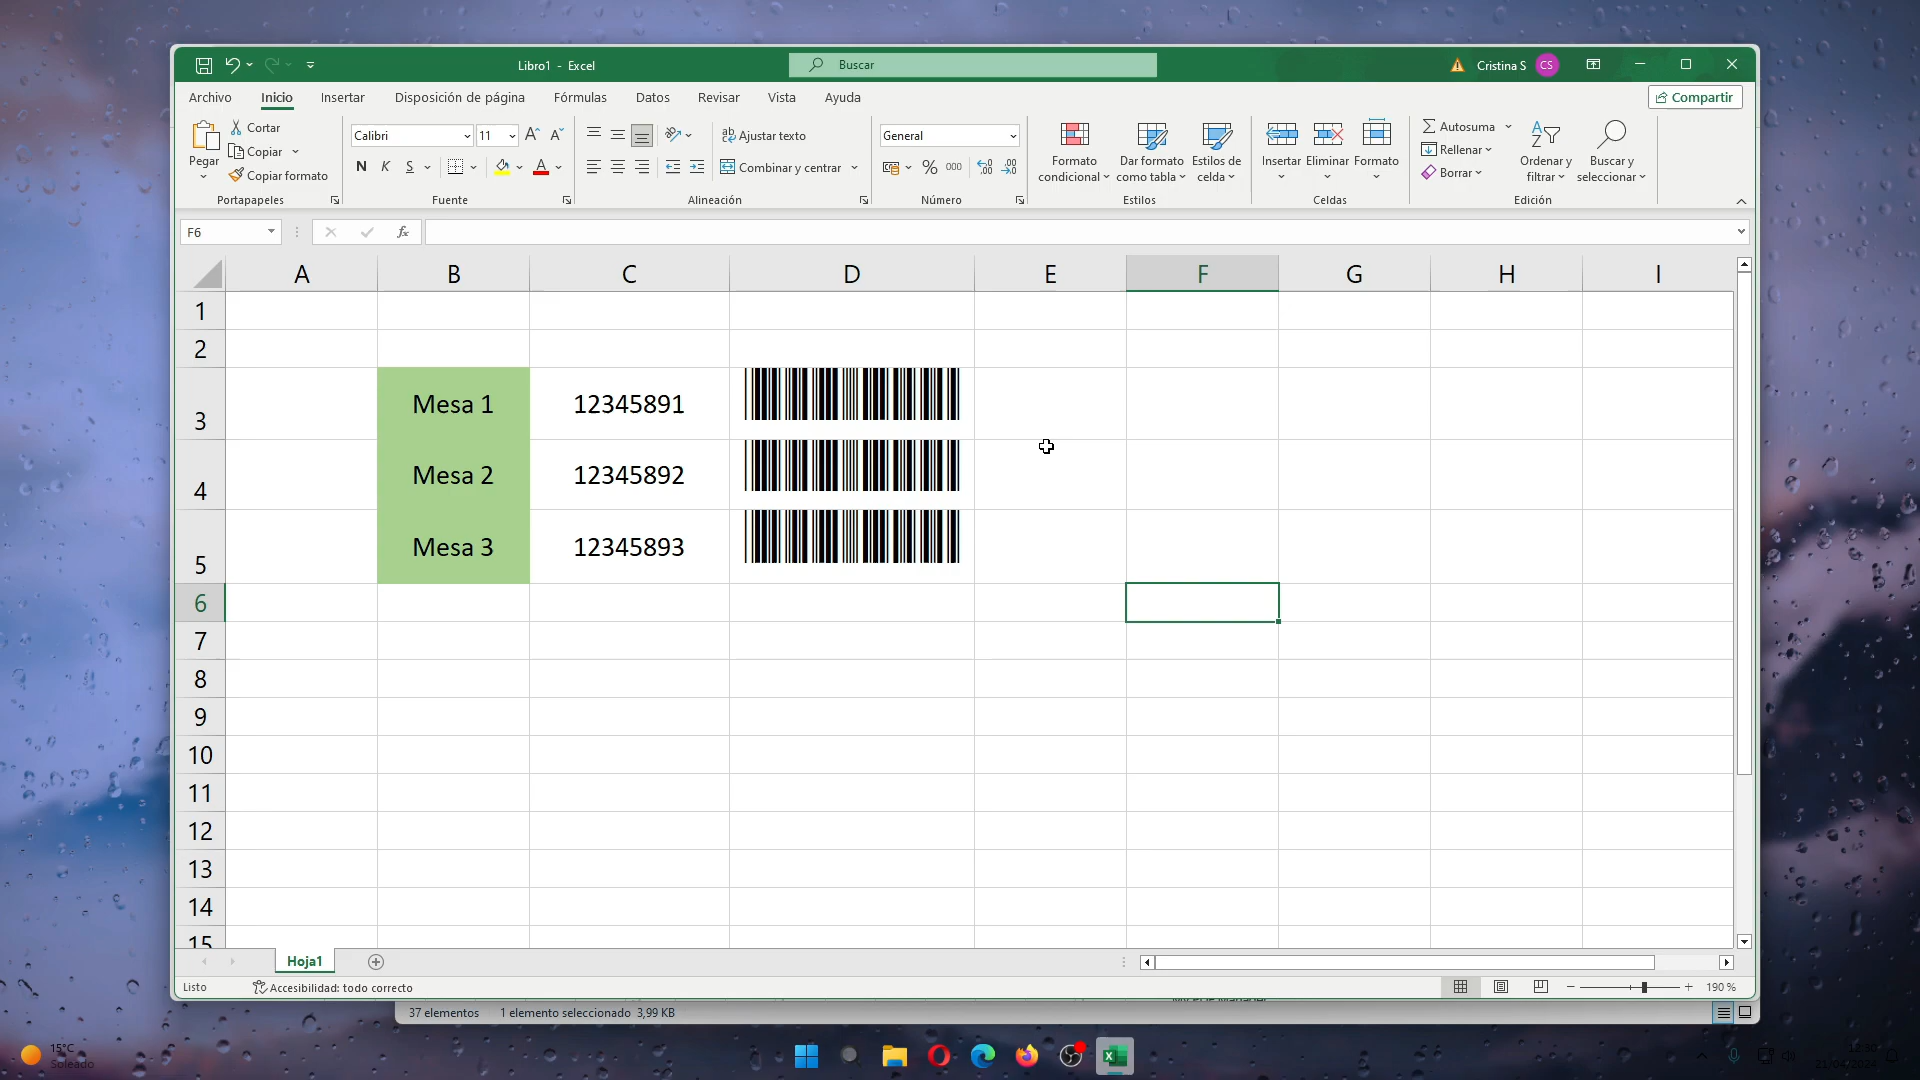 Libro1 - Excel
Buscar
Cristina S
CS
Archivo
Inicio
Insertar
Disposición de página
Fórmulas
Datos
Revisar
Vista
Ayuda
Compartir
Pegar
Cortar
Copiar
Copiar formato
Portapapeles
Calibri
11
N K S
Fuente
Ajustar texto
Combinar y centrar
Alineación
General
% 000
Número
Formato condicional
Dar formato como tabla
Estilos de celda
Estilos
Insertar
Eliminar
Formato
Celdas
Autosuma
Rellenar
Borrar
Ordenar y filtrar
Buscar y seleccionar
Edición
F6
fx
A B C D E F G H I
1
2
3 Mesa 1 12345891
4 Mesa 2 12345892
5 Mesa 3 12345893
6
7
8
9
10
11
12
13
14
15
Hoja1
Listo
Accesibilidad: todo correcto
190 %
37 elementos 1 elemento seleccionado 3,99 KB
15°C
Soleado